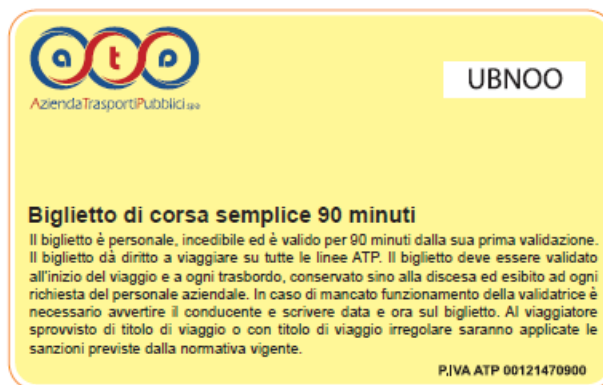 atp
UBNOO
AziendaTrasportiPubblici spa
Biglietto di corsa semplice 90 minuti
Il biglietto è personale, incedibile ed è valido per 90 minuti dalla sua prima validazione.
Il biglietto dà diritto a viaggiare su tutte le linee ATP. Il biglietto deve essere validato
all'inizio del viaggio e a ogni trasbordo, conservato sino alla discesa ed esibito ad ogni
richiesta del personale aziendale. In caso di mancato funzionamento della validatrice è
necessario avvertire il conducente e scrivere data e ora sul biglietto. Al viaggiatore
sprovvisto di titolo di viaggio o con titolo di viaggio irregolare saranno applicate le
sanzioni previste dalla normativa vigente.
P.IVA ATP 00121470900